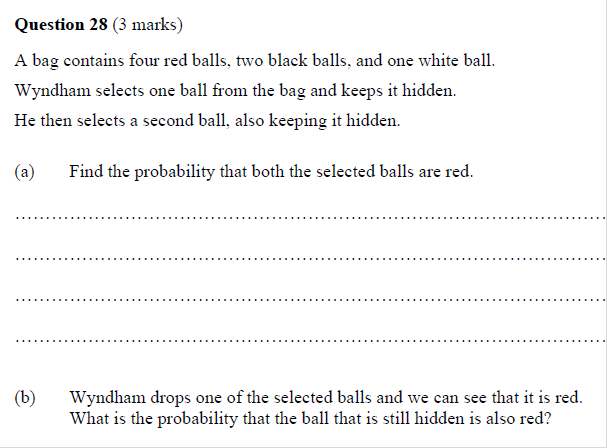 Question 28 (3 marks)
A bag contains four red balls, two black balls, and one white ball.
Wyndham selects one ball from the bag and keeps it hidden.
He then selects a second ball, also keeping it hidden.
(a) Find the probability that both the selected balls are red.
(b) Wyndham drops one of the selected balls and we can see that it is red.
What is the probability that the ball that is still hidden is also red?